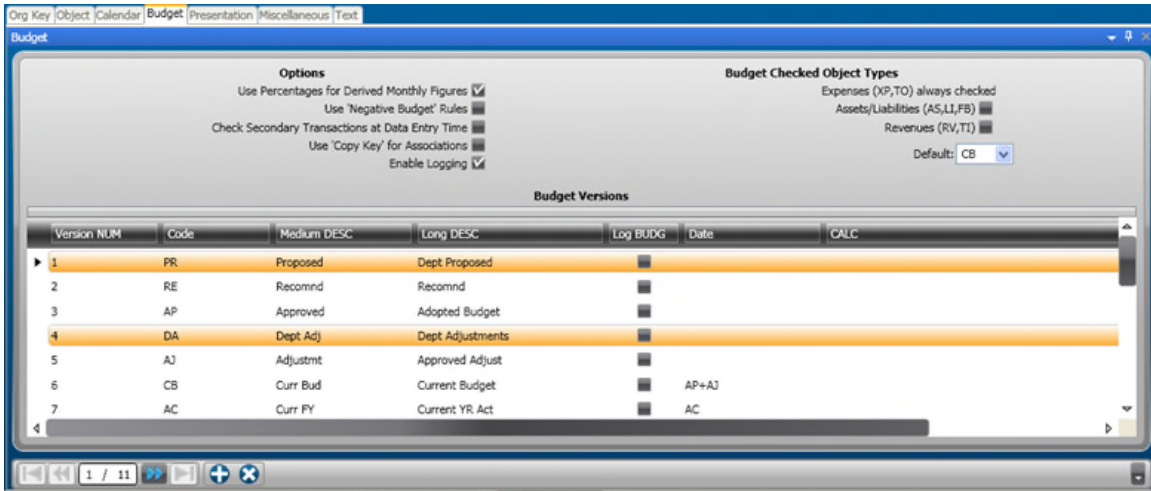 Org Key Object Calendar Budget Presentation Miscellaneous Text
Budget
Options
Use Percentages for Derived Monthly Figures
Use 'Negative Budget' Rules
Check Secondary Transactions at Data Entry Time
Use 'Copy Key' for Associations
Enable Logging
Budget Checked Object Types
Expenses (XP,TO) always checked
Assets/Liabilities (AS,LI,FB)
Revenues (RV,TI)
Default: CB
Budget Versions
Version NUM Code Medium DESC Long DESC Log BUDG Date CALC
1 PR Proposed Dept Proposed
2 RE Recomnd Recomnd
3 AP Approved Adopted Budget
4 DA Dept Adj Dept Adjustments
5 AJ Adjustmt Approved Adjust
6 CB Curr Bud Current Budget AP+AJ
7 AC Curr FY Current YR Act AC
1 / 11